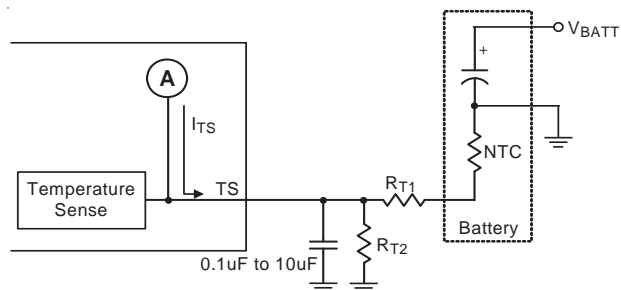 V_BATT
+
A
I_TS
NTC
R_T1
TS
Temperature
Sense
R_T2
Battery
0.1uF to 10uF